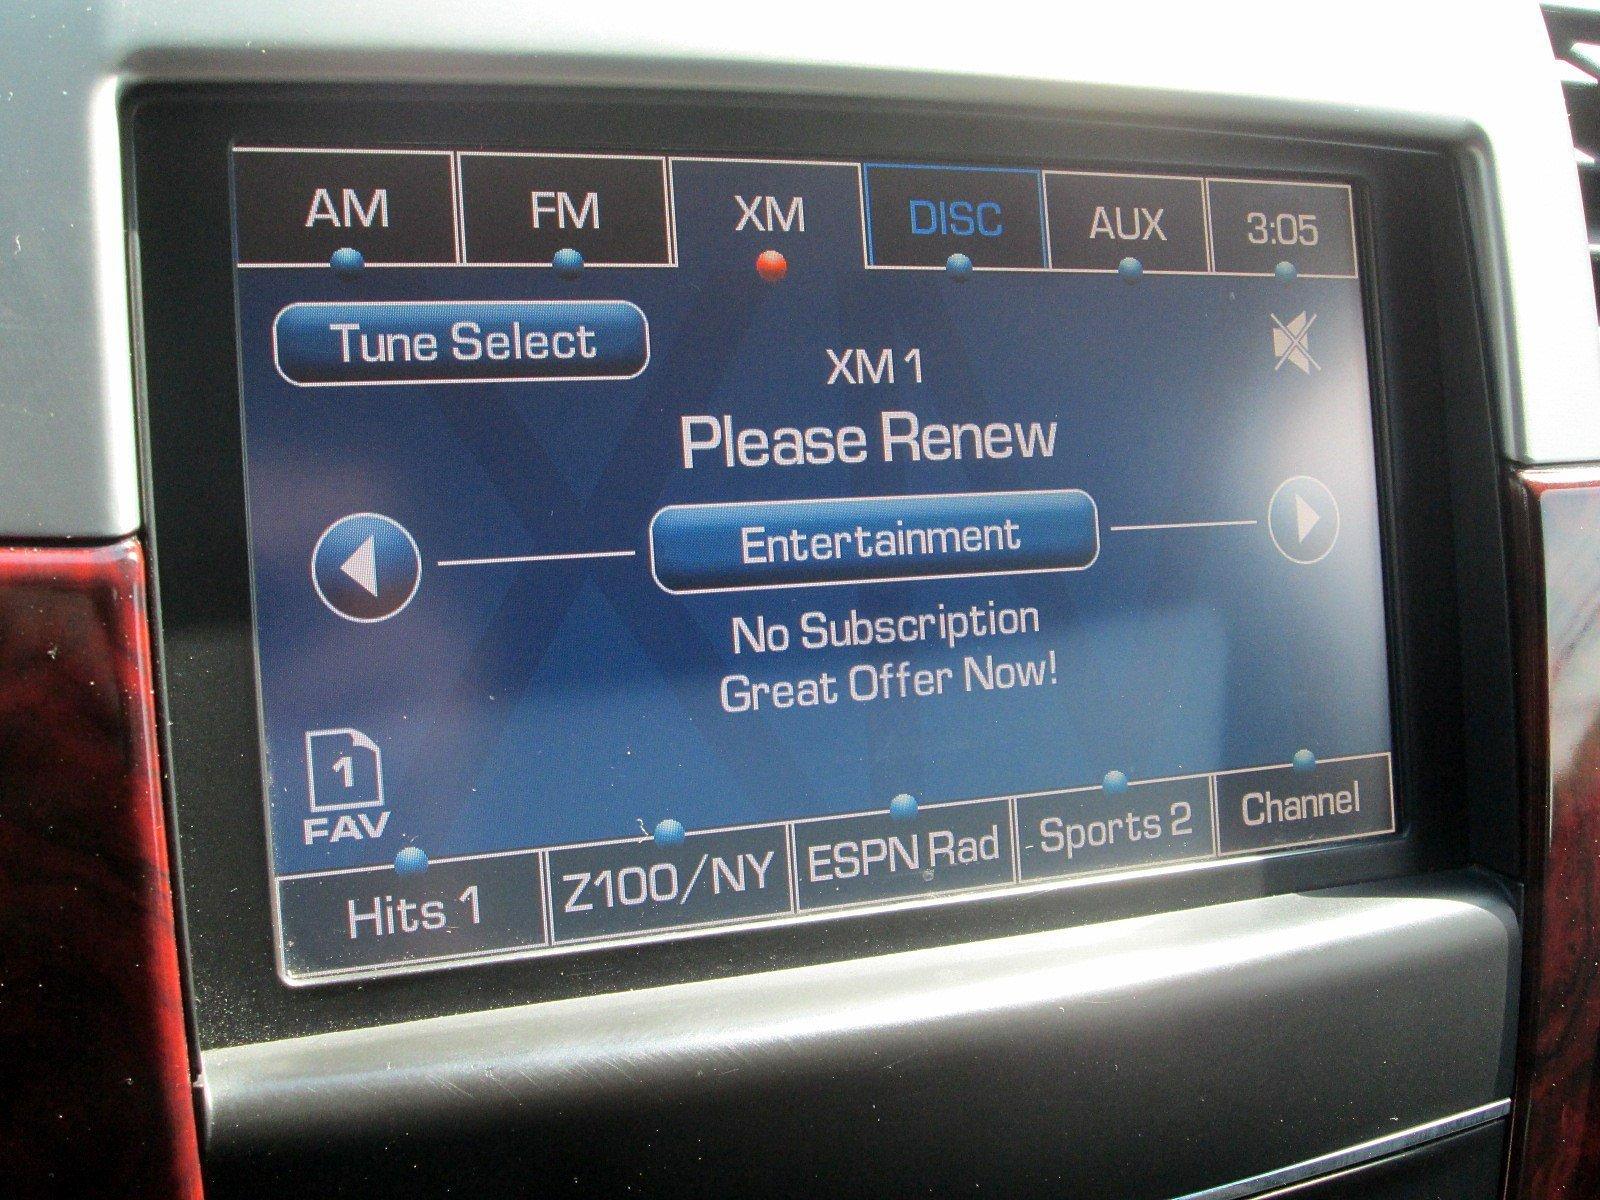 AM FM XM DISC AUX 3:05
Tune Select
XM 1
Please Renew
Entertainment
No Subscription
Great Offer Now!
1
FAV
Hits 1 Z100/NY ESPN Rad Sports 2 Channel